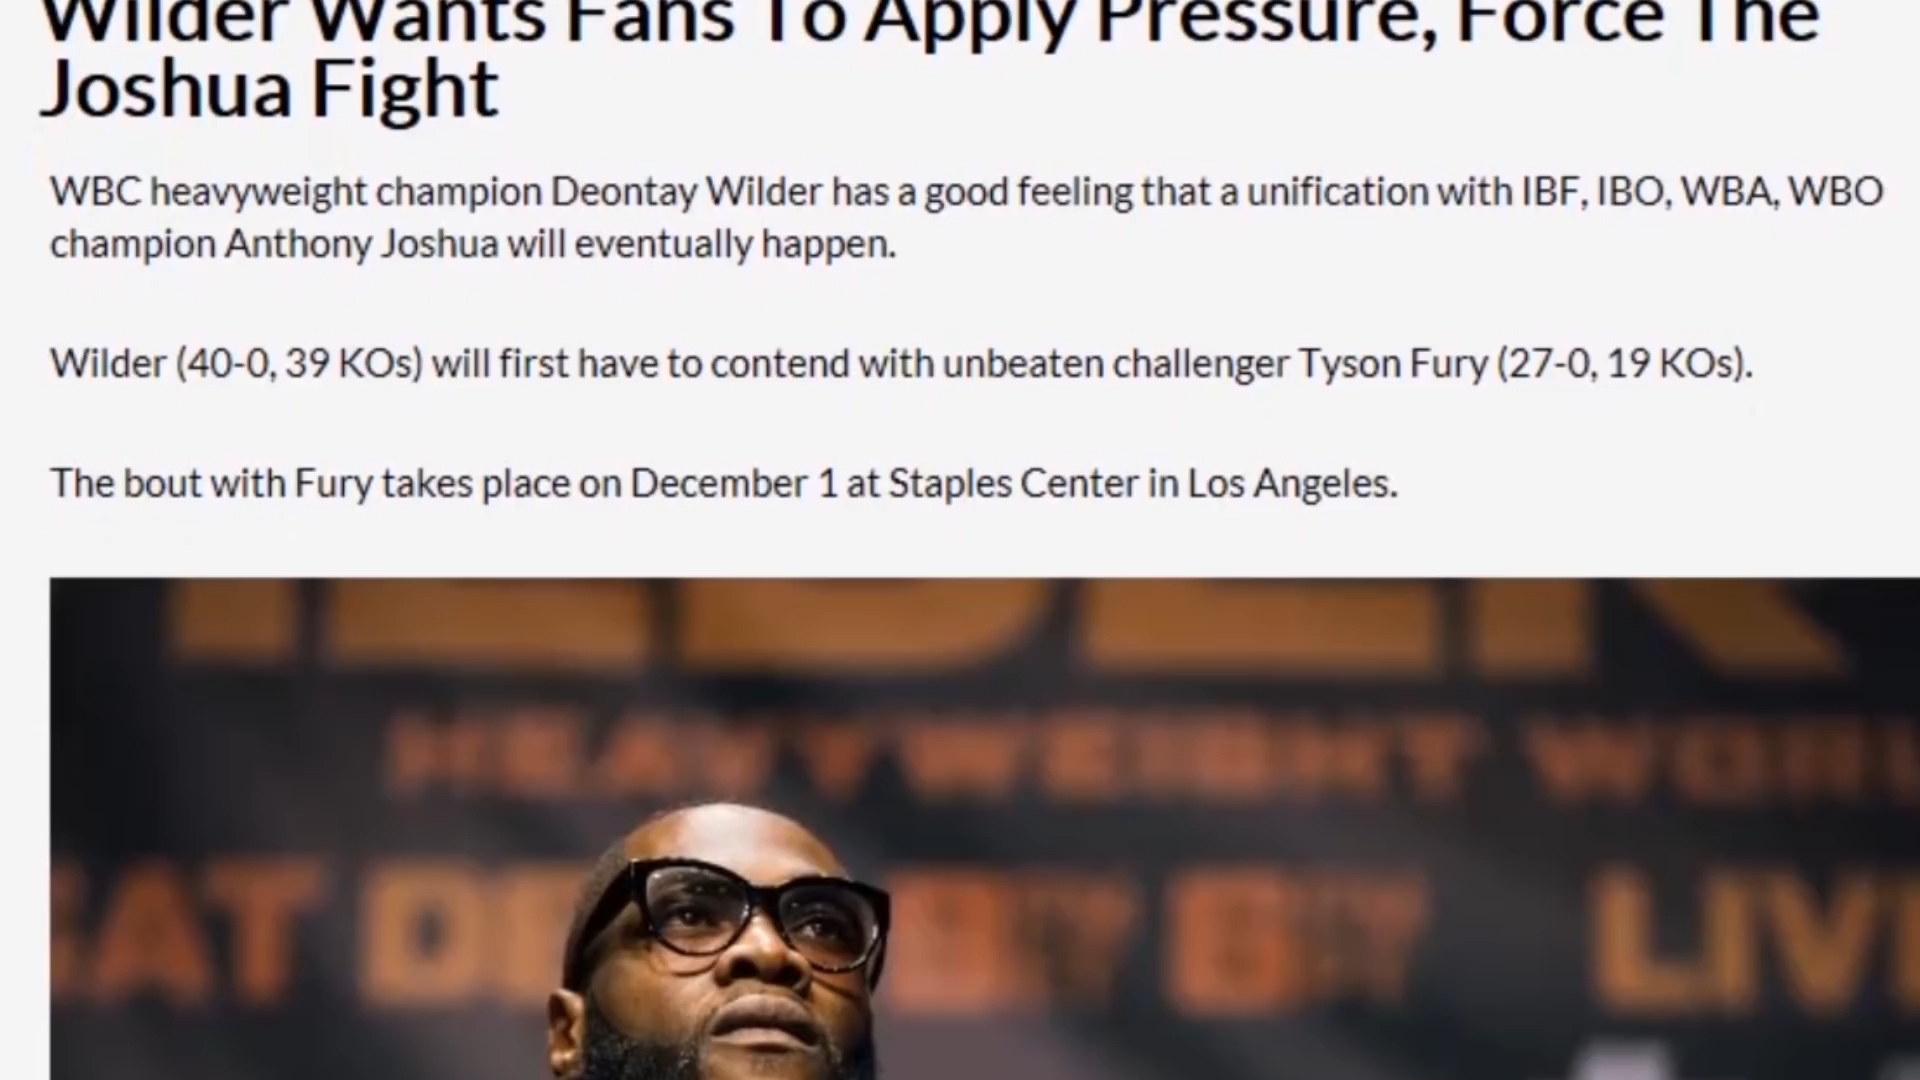 Wilder Wants Fans To Apply Pressure, Force The
Joshua Fight
WBC heavyweight champion Deontay Wilder has a good feeling that a unification with IBF, IBO, WBA, WBO
champion Anthony Joshua will eventually happen.
Wilder (40-0, 39 KOs) will first have to contend with unbeaten challenger Tyson Fury (27-0, 19 KOs).
The bout with Fury takes place on December 1 at Staples Center in Los Angeles.
HEAVYWEIGHT